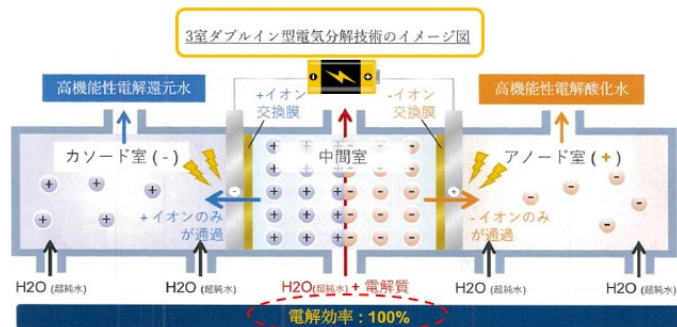 3室ダブルイン型電気分解技術のイメージ図
高機能性電解還元水
高機能性電解酸化水
+イオン
交換膜
-イオン
交換膜
カソード室 (-)
中間室
アノード室 (+)
+イオンのみ
が通過
-イオンのみ
が通過
H2O (超純水)
H2O (超純水)
H2O(超純水)+電解質
H2O (超純水)
H2O (超純水)
電解効率:100%